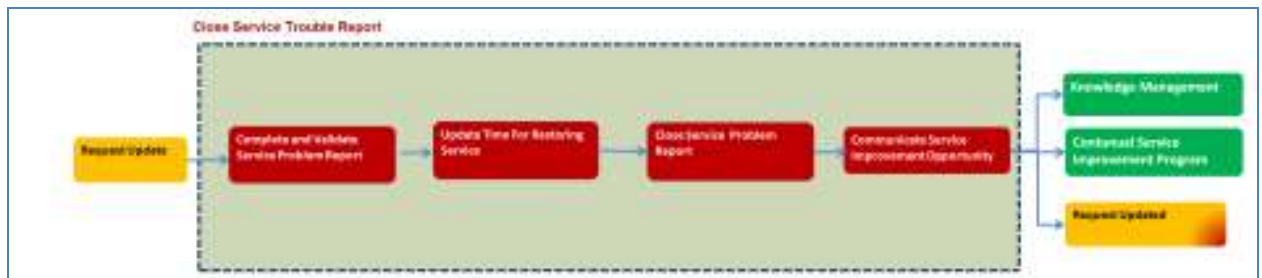 Close Service Trouble Report
Request Update
Complete and Validate
Service Problem Report
Update Time For Restoring
Service
Close Service Problem
Report
Communicate Service
Improvement Opportunity
Knowledge Management
Service
Improvement Program
Request Updated